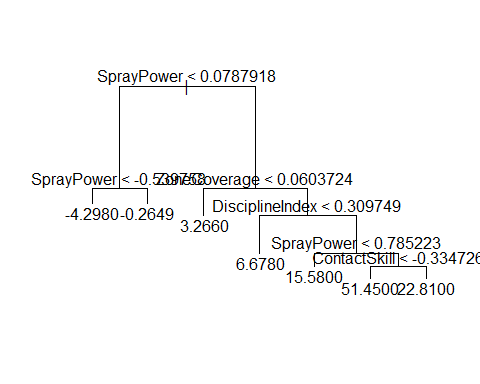 SprayPower < 0.0787918
SprayPower < -0.539758
ZoneCoverage < 0.0603724
-4.2980
-0.2649
3.2660
DisciplineIndex < 0.309749
6.6780
SprayPower < 0.785223
15.5800
ContactSkill < -0.334726
51.4500
22.8100